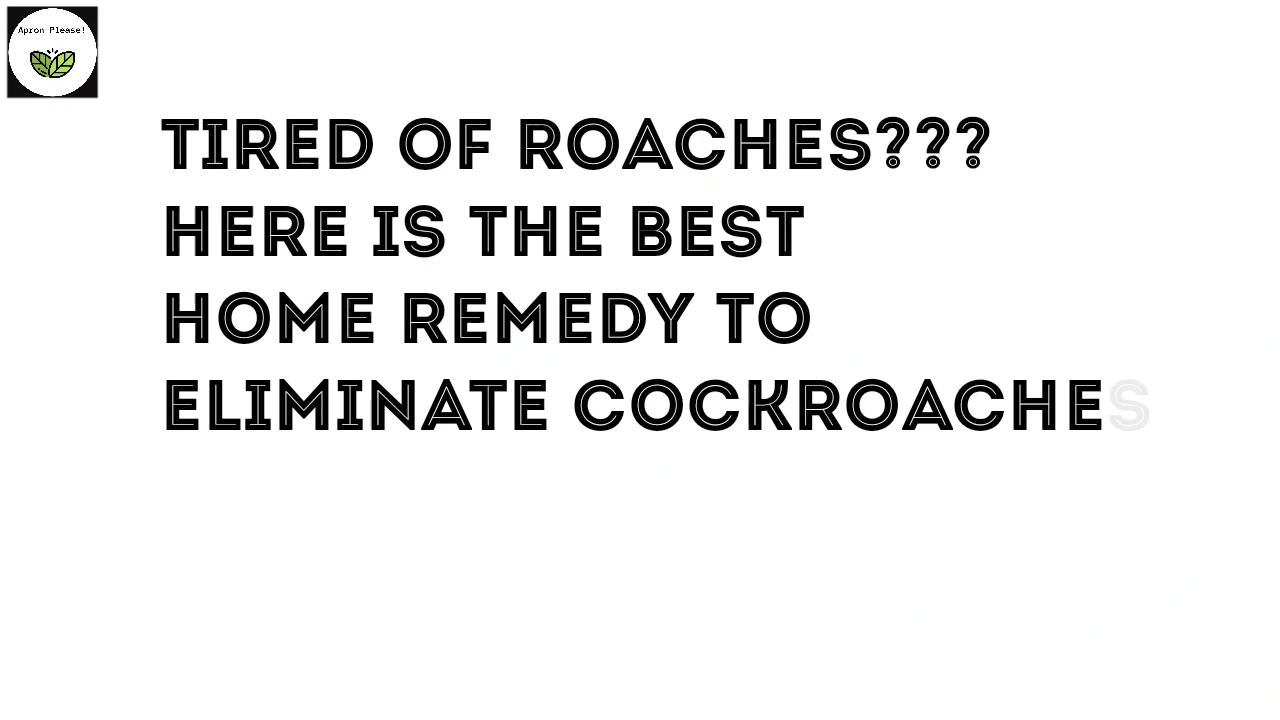 Apron Please!
TIRED OF ROACHES???
HERE IS THE BEST
HOME REMEDY TO
ELIMINATE COCKROACHES